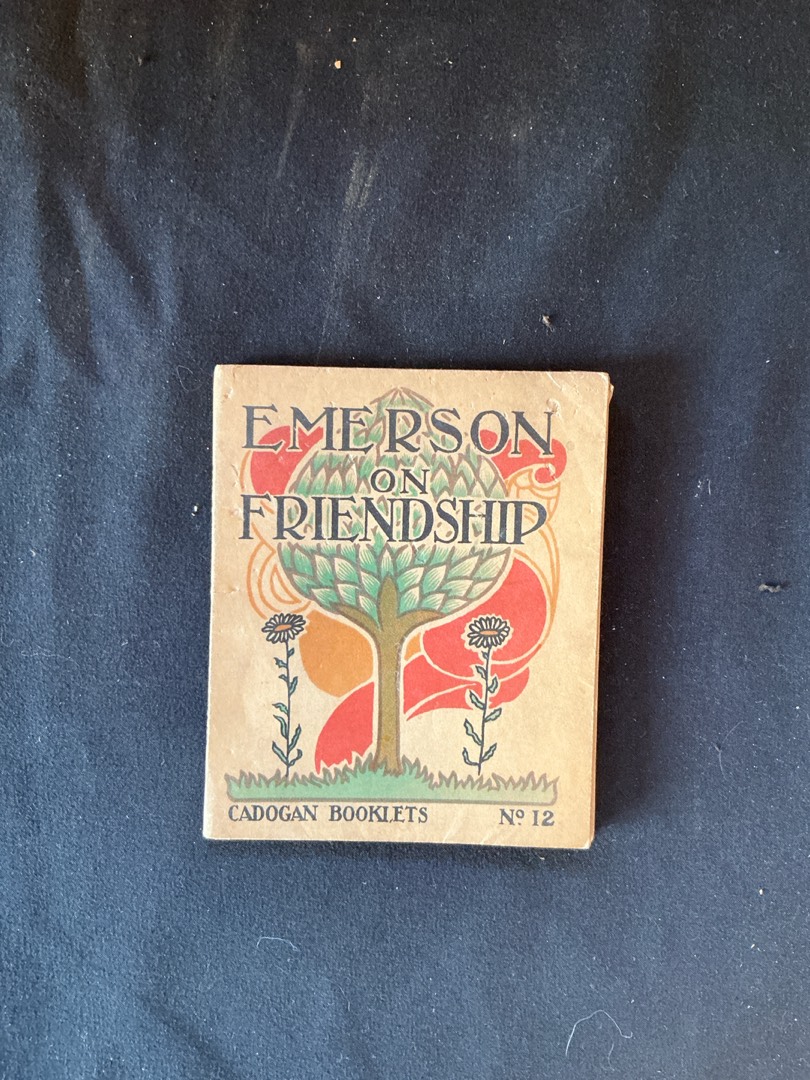 EMERSON
ON
FRIENDSHIP
CADOGAN BOOKLETS Nº 12